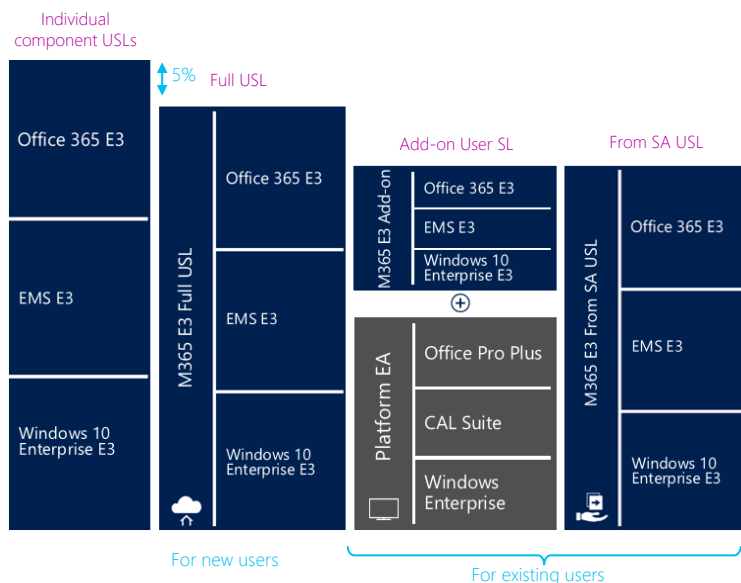 Individual
component USLs
5%
Full USL
Add-on User SL
From SA USL
Office 365 E3
EMS E3
Windows 10
Enterprise E3
M365 E3 Full USL
Office 365 E3
EMS E3
Windows 10
Enterprise E3
M365 E3 Add-on
Office 365 E3
EMS E3
Windows 10
Enterprise E3
Platform EA
Office Pro Plus
CAL Suite
Windows
Enterprise
M365 E3 From SA USL
Office 365 E3
EMS E3
Windows 10
Enterprise E3
For new users
For existing users